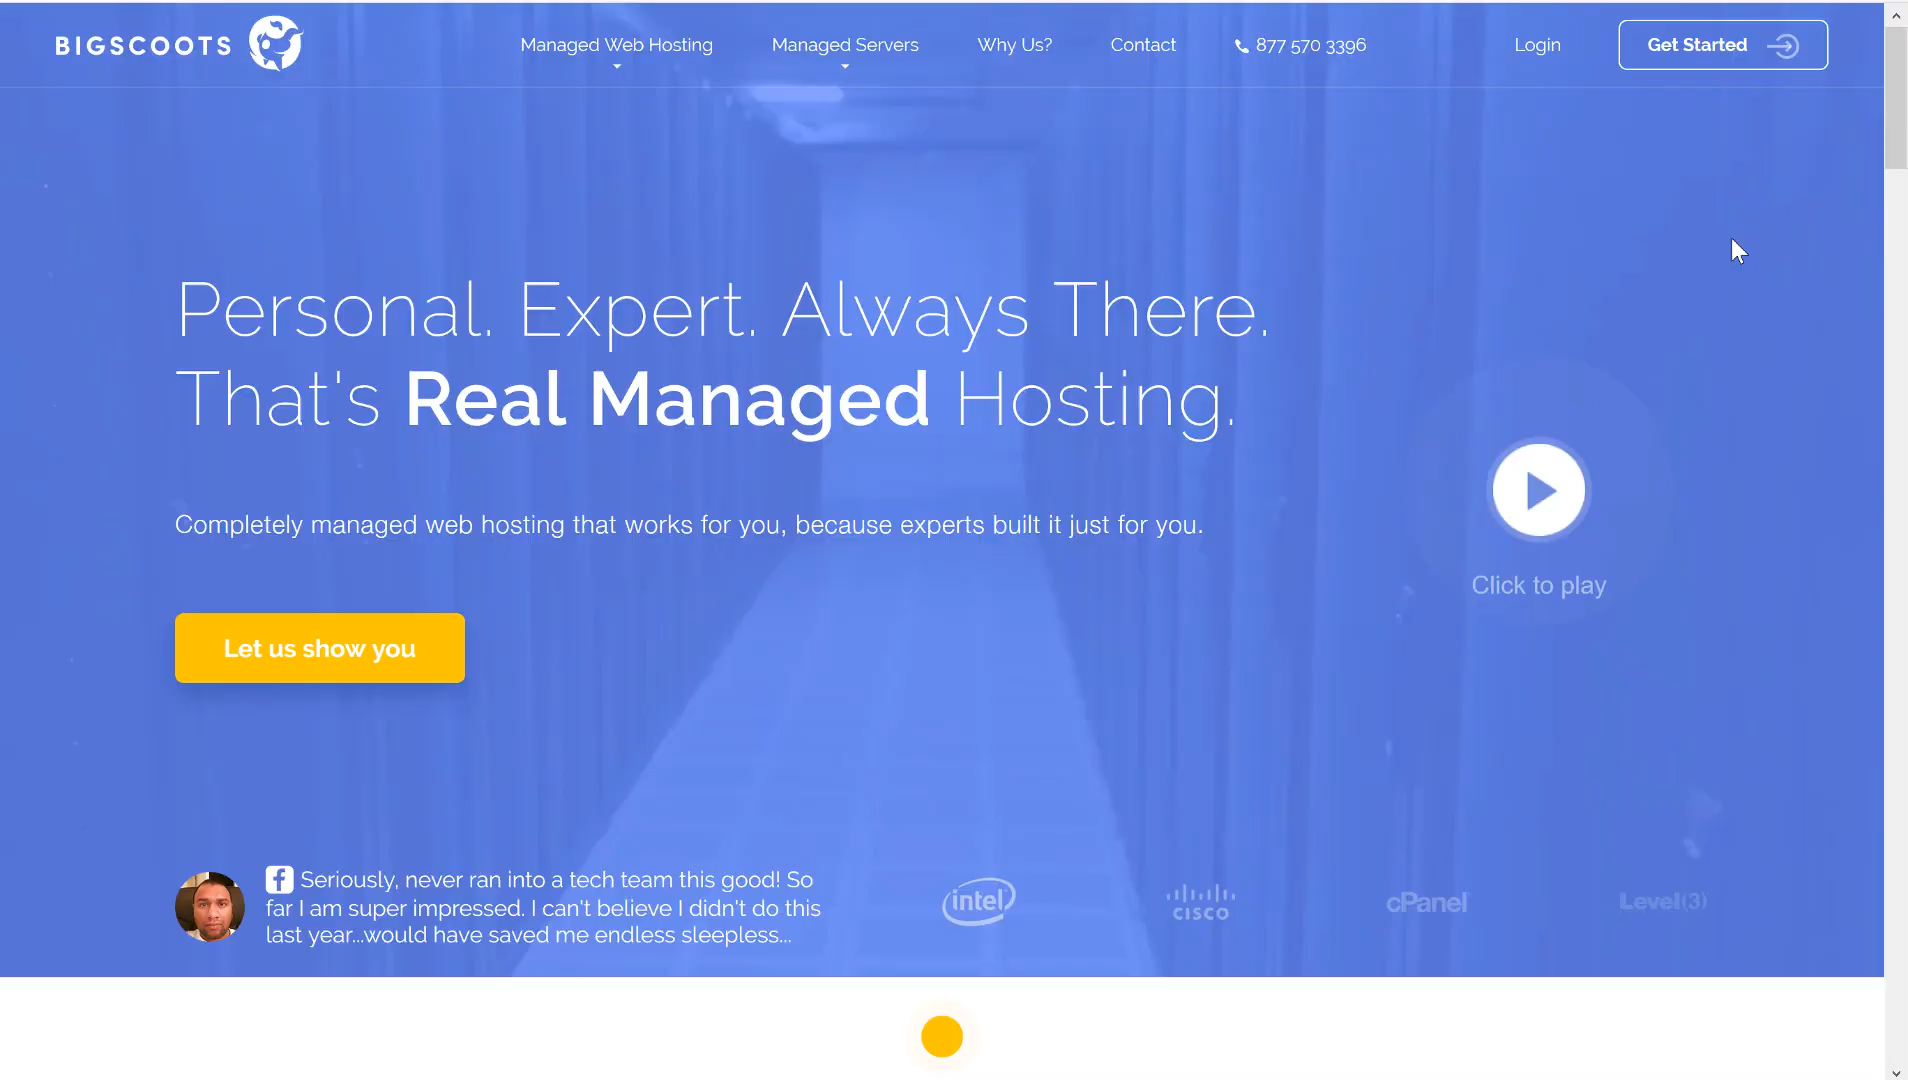 BIGSCOOTS
Managed Web Hosting
Managed Servers
Why Us?
Contact
877 570 3396
Login
Get Started
Personal. Expert. Always There.
That's Real Managed Hosting.
Completely managed web hosting that works for you, because experts built it just for you.
Let us show you
Click to play
Seriously, never ran into a tech team this good! So
far I am super impressed. I can't believe I didn't do this
last year...would have saved me endless sleepless...
intel
CISCO
cPanel
Level(3)